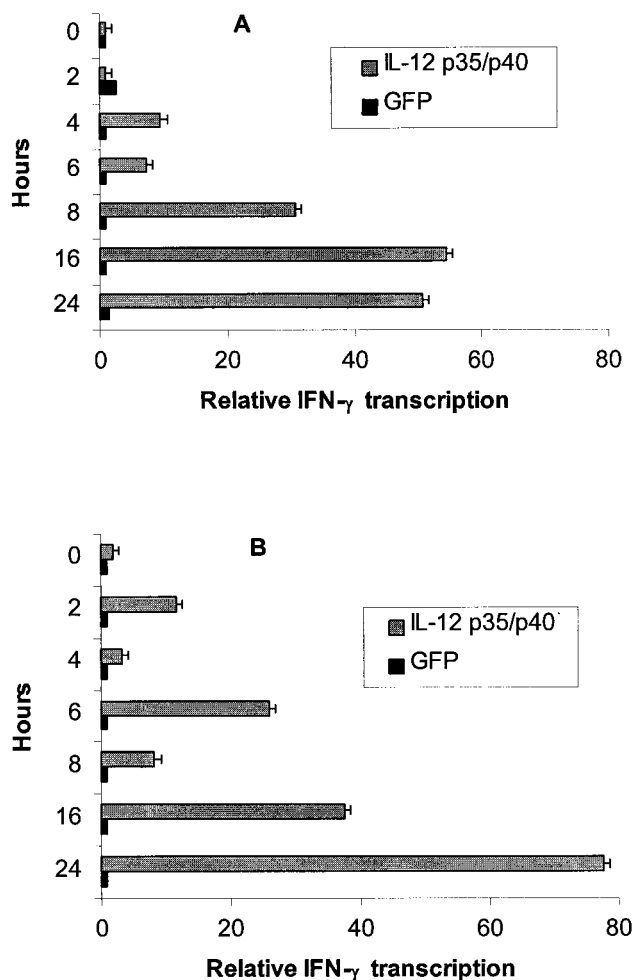 A
IL-12 p35/p40
GFP
Hours
0
2
4
6
8
16
24
0 20 40 60 80
Relative IFN-γ transcription
B
IL-12 p35/p40
GFP
Hours
0
2
4
6
8
16
24
0 20 40 60 80
Relative IFN-γ transcription